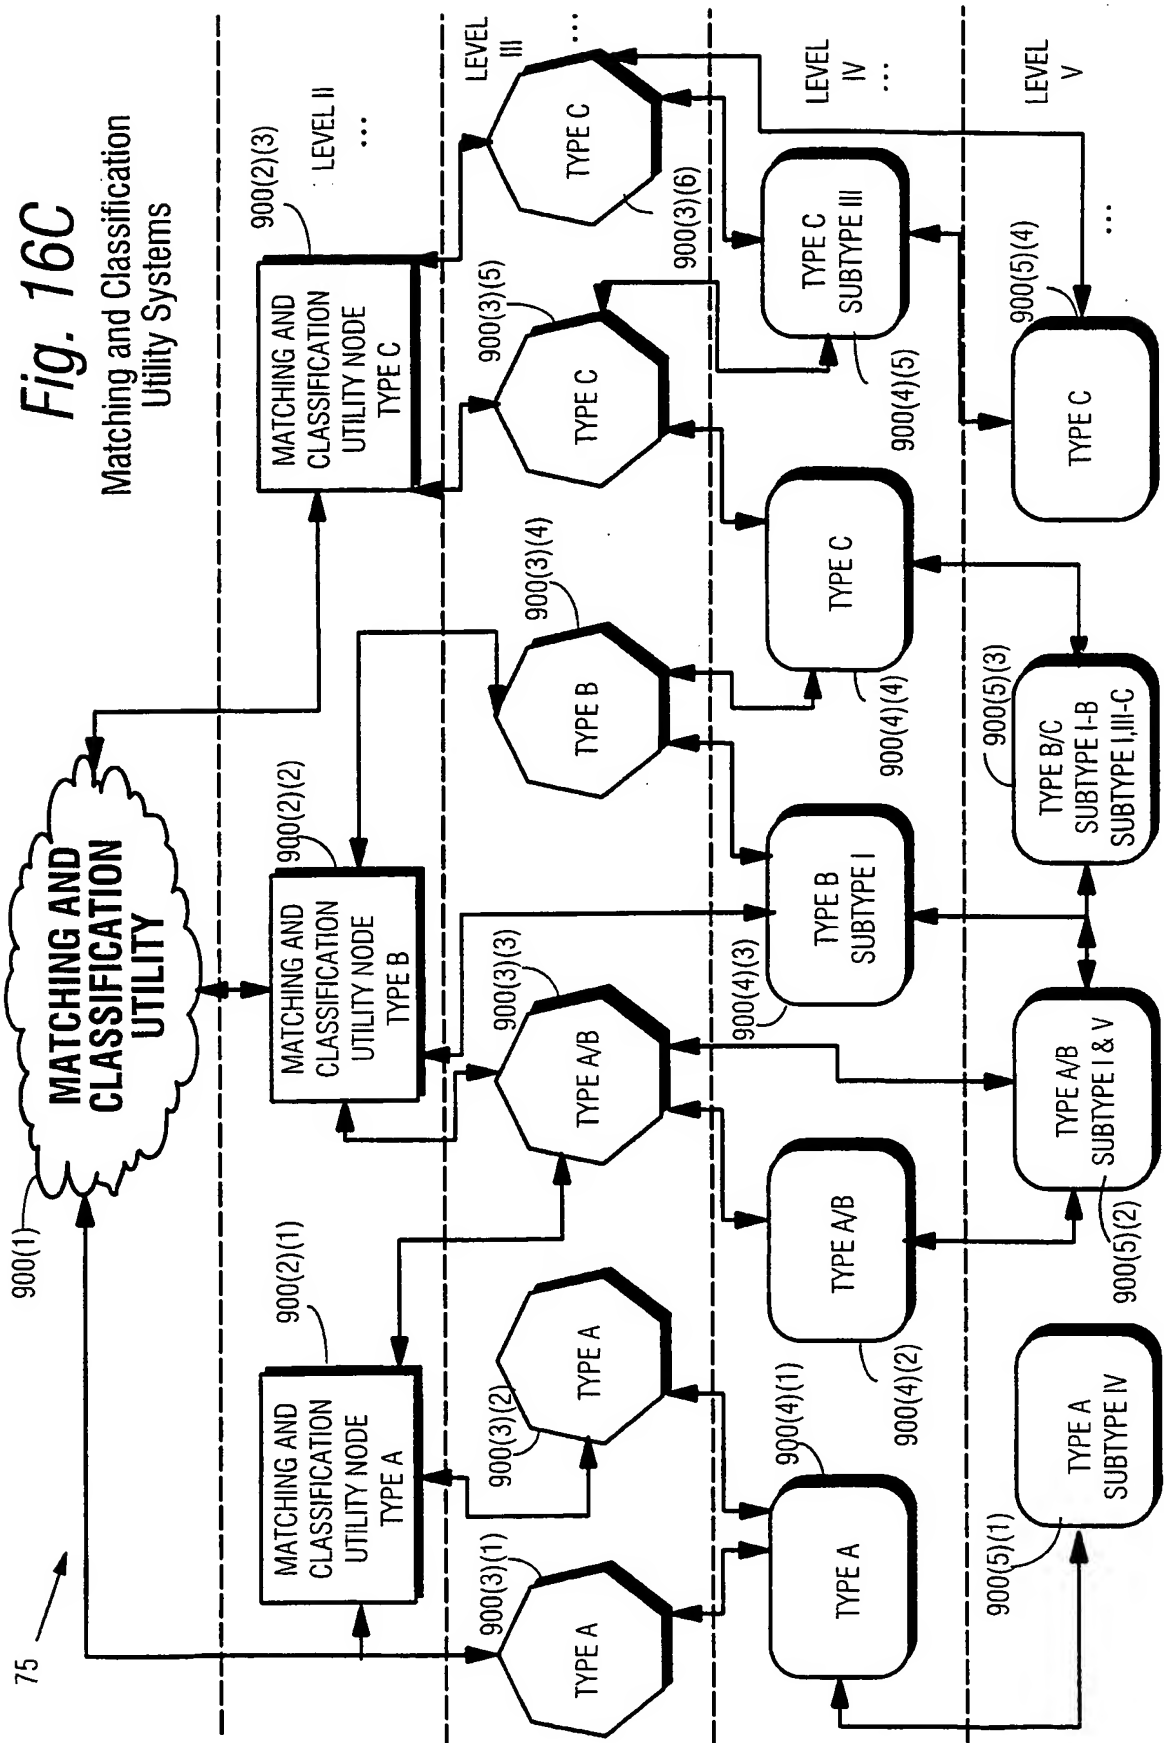 Fig. 16C
Matching and Classification
Utility Systems
75
900(1)
MATCHING AND
CLASSIFICATION
UTILITY
LEVEL II
...
900(2)(1)
MATCHING AND
CLASSIFICATION
UTILITY NODE
TYPE A
900(2)(2)
MATCHING AND
CLASSIFICATION
UTILITY NODE
TYPE B
900(2)(3)
MATCHING AND
CLASSIFICATION
UTILITY NODE
TYPE C
LEVEL
III
...
900(3)(1)
TYPE A
900(3)(2)
TYPE A
900(3)(3)
TYPE A/B
900(3)(4)
TYPE B
900(3)(5)
TYPE C
900(3)(6)
TYPE C
LEVEL
IV
...
900(4)(1)
TYPE A
900(4)(2)
TYPE A/B
900(4)(3)
TYPE B
SUBTYPE I
900(4)(4)
TYPE C
900(4)(5)
TYPE C
SUBTYPE III
LEVEL
V
...
900(5)(1)
TYPE A
SUBTYPE IV
900(5)(2)
TYPE A/B
SUBTYPE I & V
900(5)(3)
TYPE B/C
SUBTYPE I-B
SUBTYPE I,III-C
900(5)(4)
TYPE C